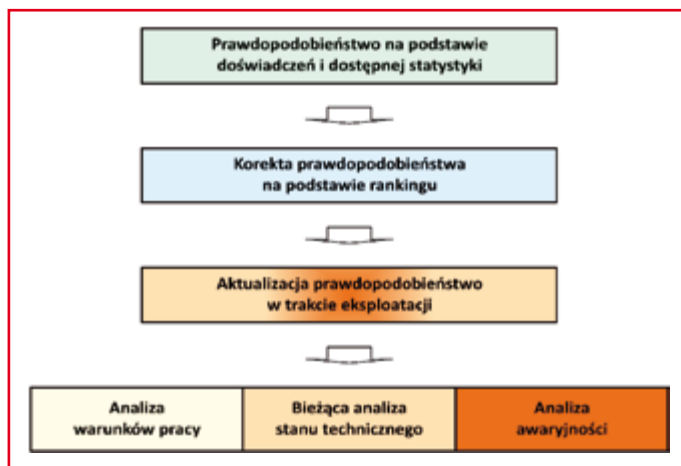 Prawdopodobieństwo na podstawie
doświadczeń i dostępnej statystyki
Korekta prawdopodobieństwa
na podstawie rankingu
Aktualizacja prawdopodobieństwo
w trakcie eksploatacji
Analiza
warunków pracy
Bieżąca analiza
stanu technicznego
Analiza
awaryjności